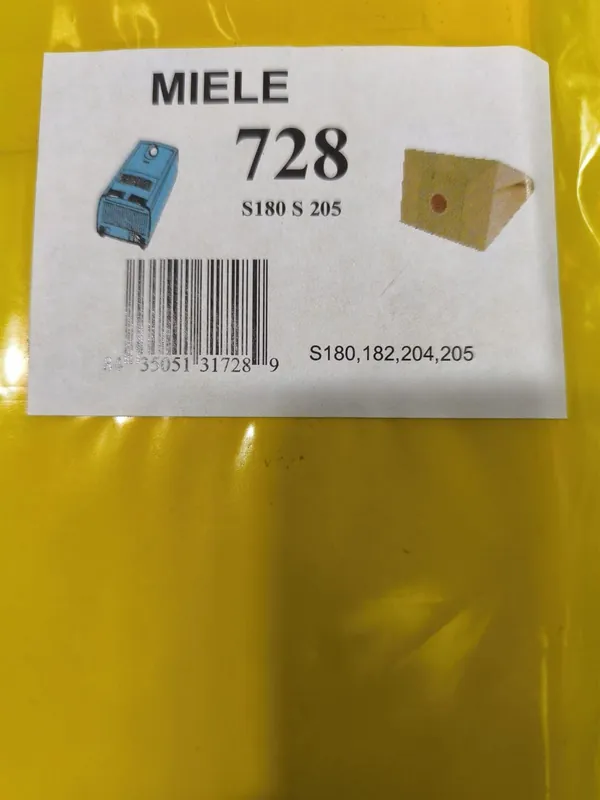 MIELE
728
S180 S 205
35051 31728 9
S180,182,204,205